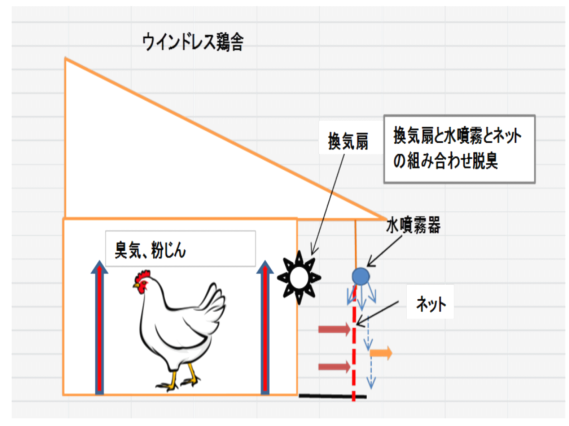 ウインドレス鶏舎
換気扇
換気扇と水噴霧とネット
の組み合わせ脱臭
水噴霧器
臭気、粉じん
ネット